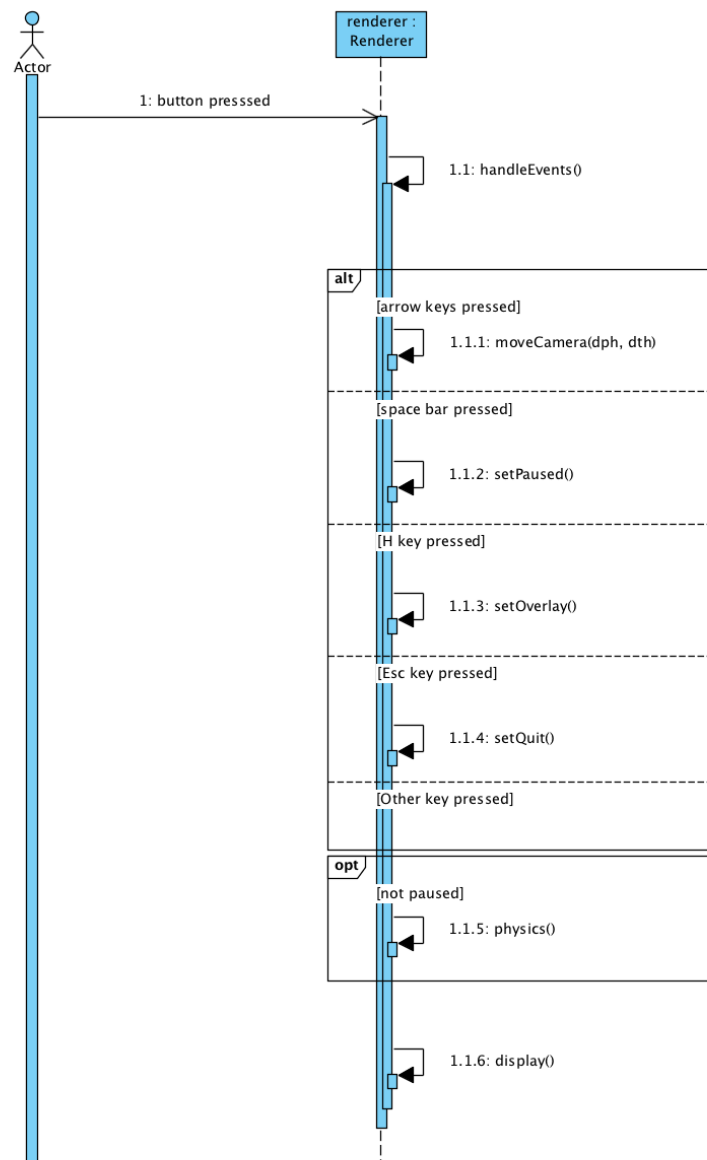 renderer :
Renderer
Actor
1: button presssed
1.1: handleEvents()
alt
[arrow keys pressed]
1.1.1: moveCamera(dph, dth)
[space bar pressed]
1.1.2: setPaused()
[H key pressed]
1.1.3: setOverlay()
[Esc key pressed]
1.1.4: setQuit()
[Other key pressed]
opt
[not paused]
1.1.5: physics()
1.1.6: display()